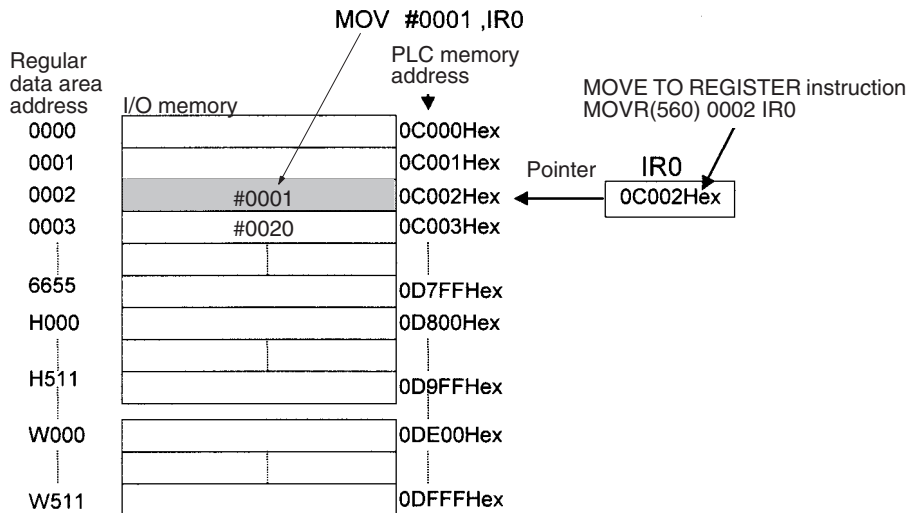 MOV #0001 ,IR0
Regular
data area
address
I/O memory
PLC memory
address
MOVE TO REGISTER instruction
MOVR(560) 0002 IR0
0000
0C000Hex
0001
0C001Hex
Pointer
IR0
0002
#0001
0C002Hex
0C002Hex
0003
#0020
0C003Hex
6655
0D7FFHex
H000
0D800Hex
H511
0D9FFHex
W000
0DE00Hex
W511
0DFFFHex